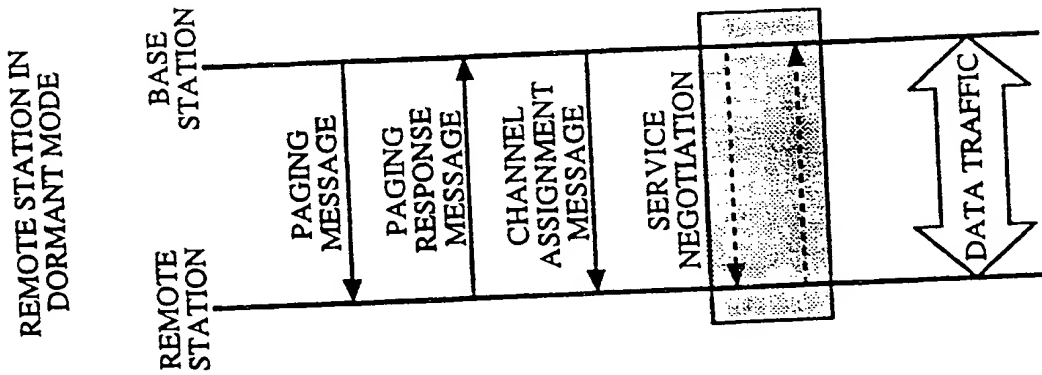 REMOTE STATION IN
DORMANT MODE
REMOTE
STATION
BASE
STATION
PAGING
MESSAGE
PAGING
RESPONSE
MESSAGE
CHANNEL
ASSIGNMENT
MESSAGE
SERVICE
NEGOTIATION
DATA TRAFFIC